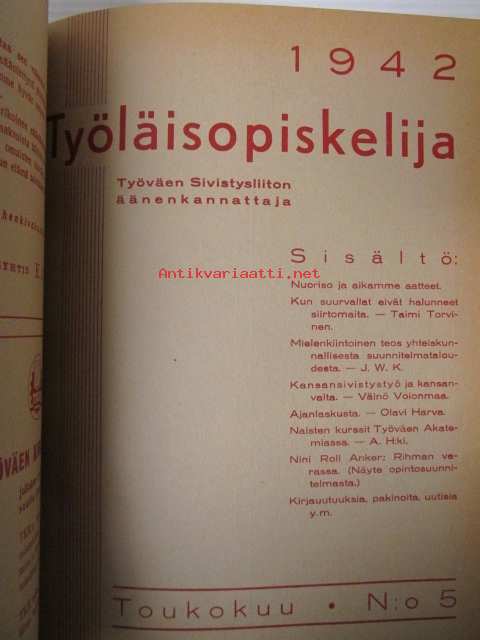 1942
Työläisopiskelija
Työväen Sivistysliiton
äänenkannattaja
Sisältö:
Antikvariaatti.net
Nuoriso ja aikamme aatteet.
Kun suurvallat eivät halunneet
siirtomaita. — Taimi Torvi-
nen.
Mielenkiintoinen teos yhteiskun-
nallisesta suunnitelmatalou-
desta. — J. W. K.
Kansansivistystyö ja kansan-
valta. — Väinö Voionmaa.
Ajanlaskusta. — Olavi Harva.
Naisten kurssit Työväen Akate-
miassa. — A. H:ki.
Nini Roll Anker: Rihman va-
rassa. (Näyte opintosuunni-
telmasta.)
Kirjauutuuksia, pakinoita, uutisia
y.m.
Toukokuu • N:o 5